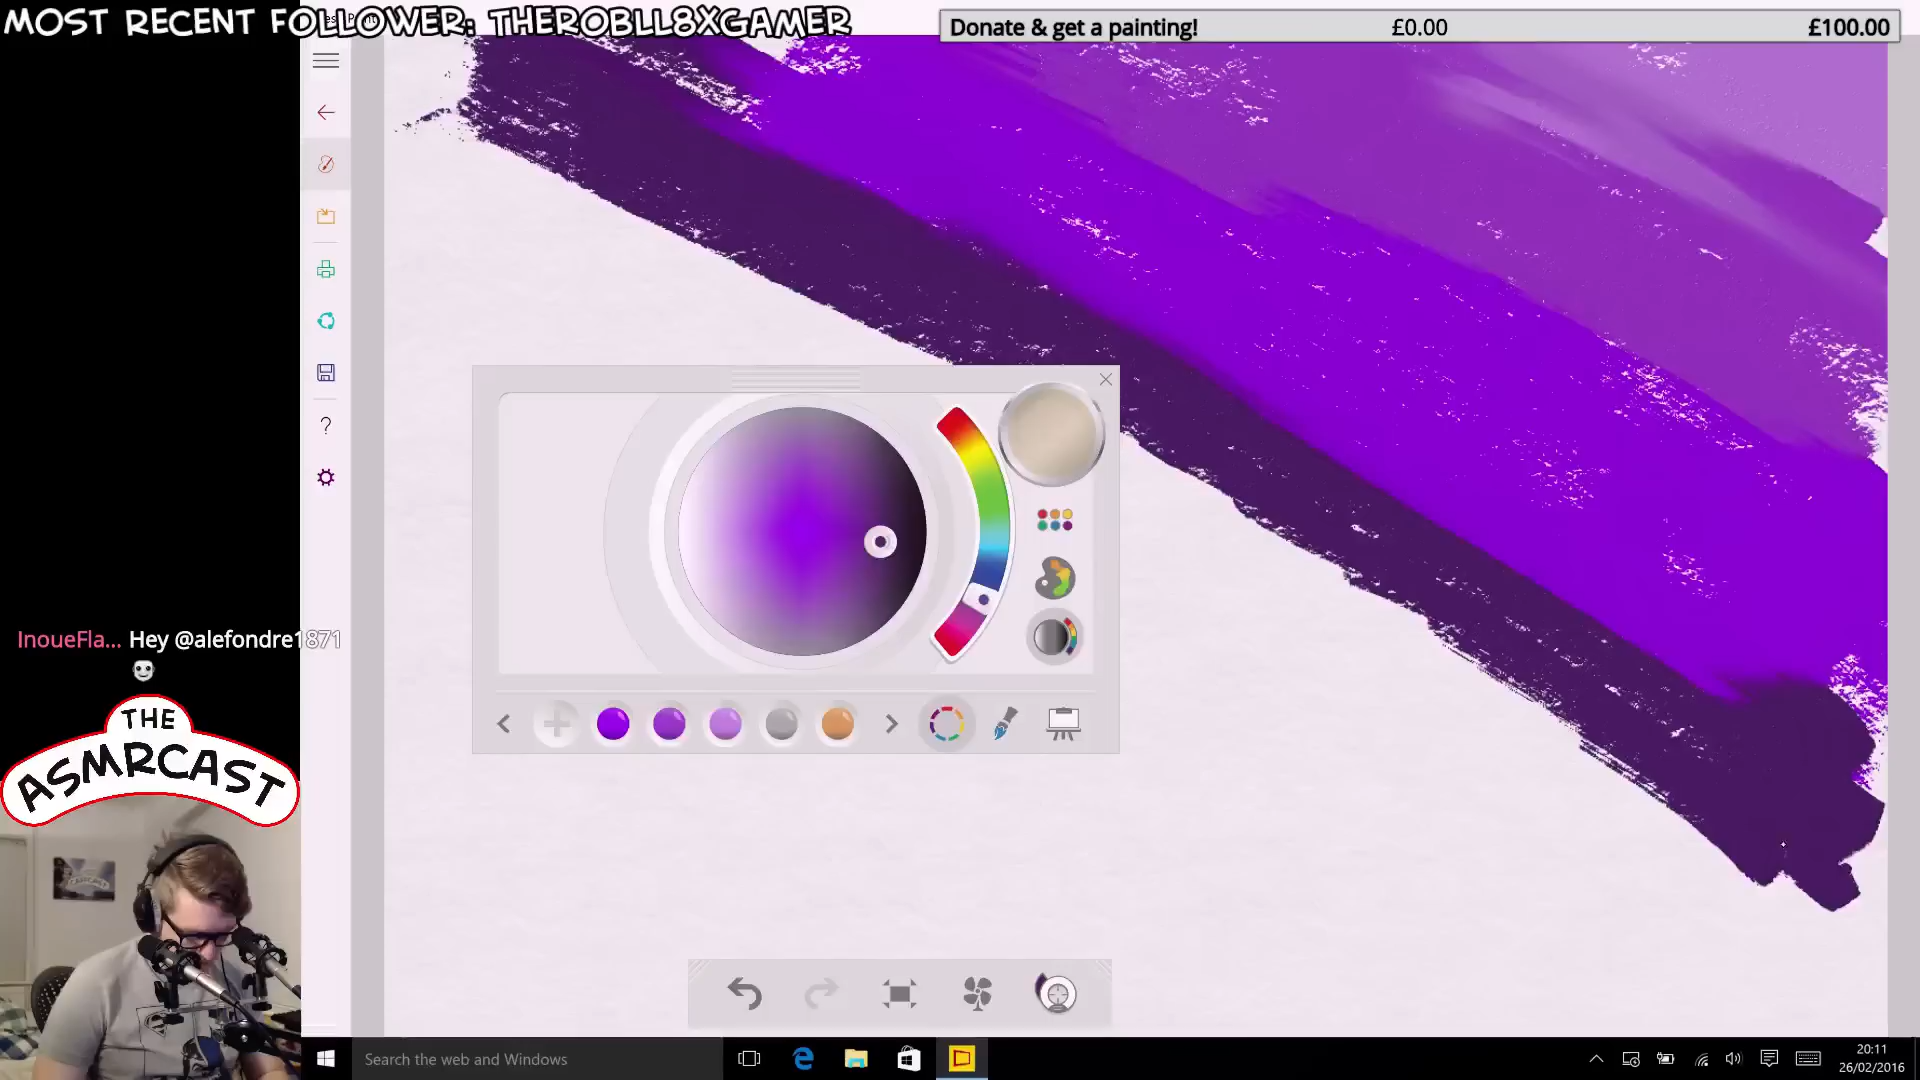 MOST RECENT FOLLOWER: THEROBLL8XGAMER
Donate & get a painting! £0.00 £100.00
InoueFla... Hey @alefondre1871
THE
ASMRCAST
Search the web and Windows
20:11
26/02/2016